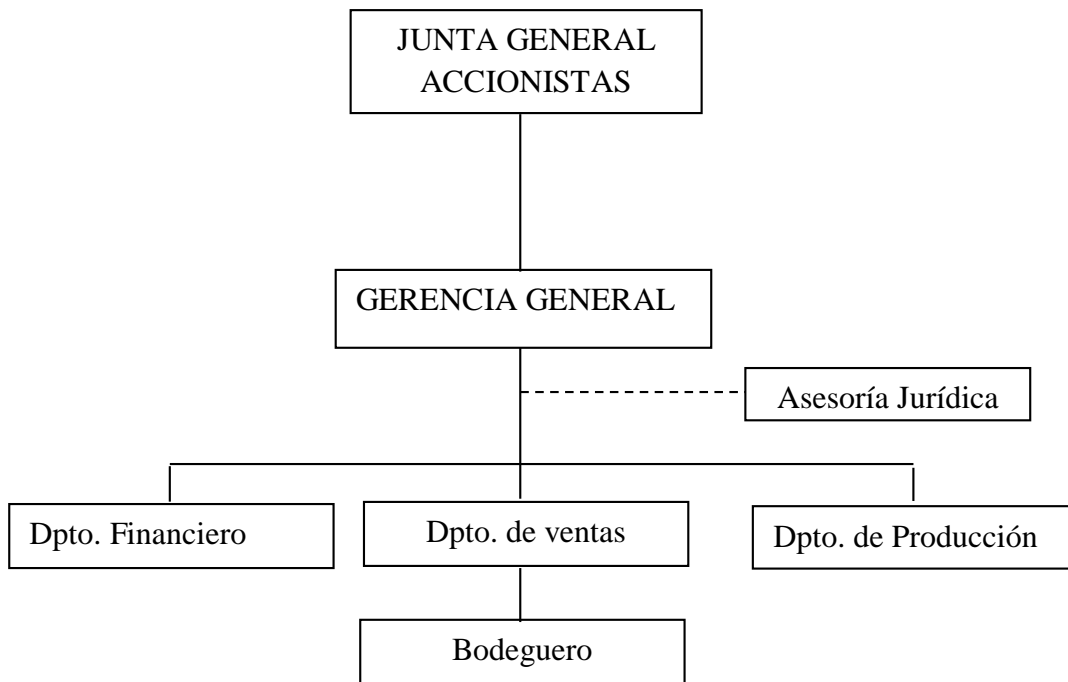 JUNTA GENERAL
ACCIONISTAS
GERENCIA GENERAL
Asesoría Jurídica
Dpto. Financiero
Dpto. de ventas
Dpto. de Producción
Bodeguero